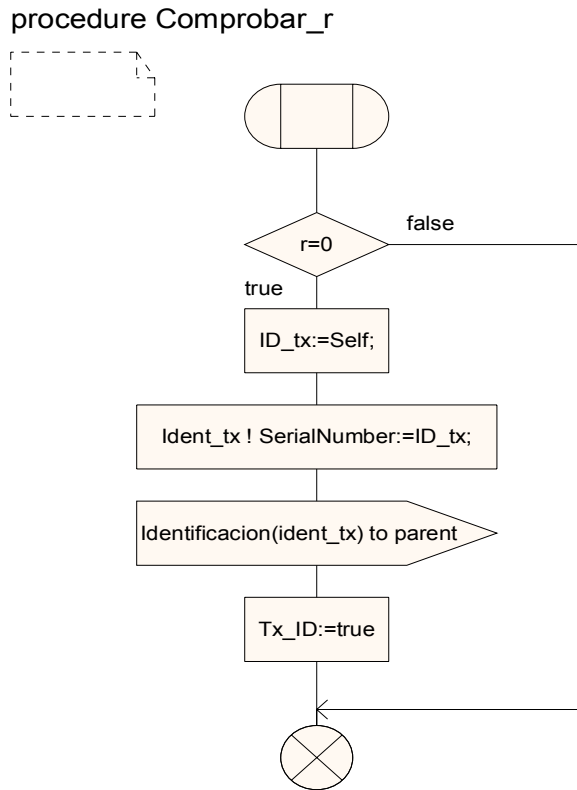 procedure Comprobar_r
r=0
false
true
ID_tx:=Self;
Ident_tx ! SerialNumber:=ID_tx;
Identificacion(ident_tx) to parent
Tx_ID:=true